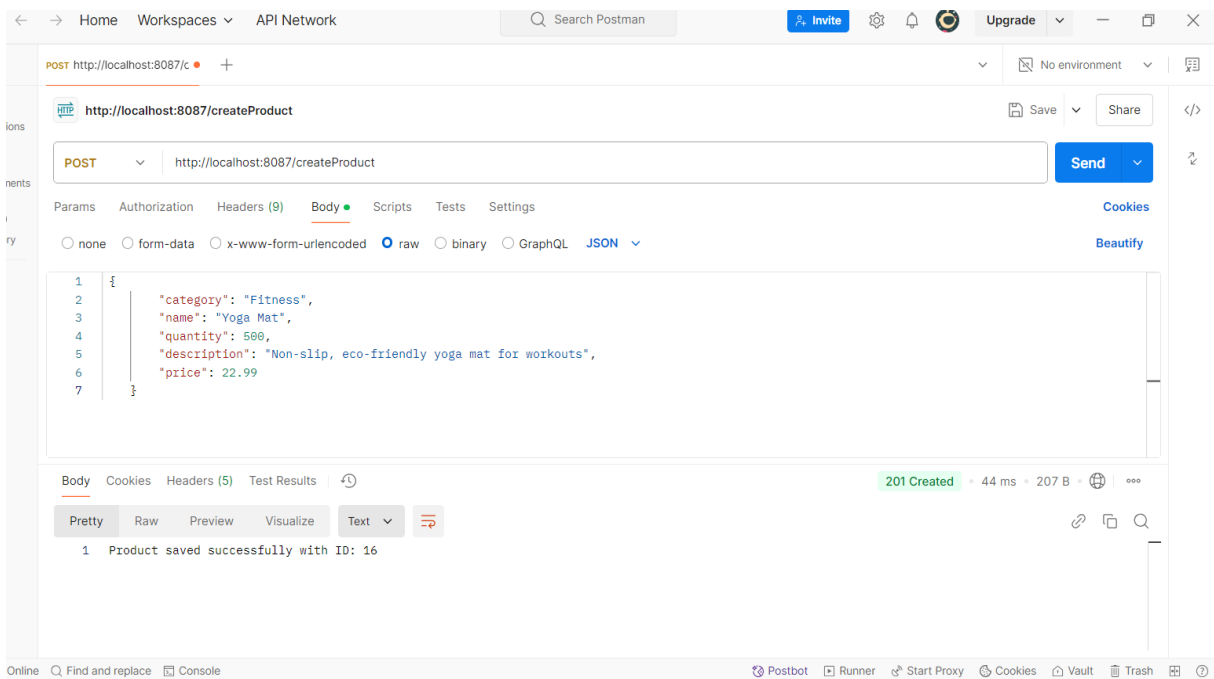 Home Workspaces API Network Search Postman Invite Upgrade
POST http://localhost:8087/c No environment
HTTP http://localhost:8087/createProduct Save Share
ions
POST http://localhost:8087/createProduct Send
nents
Params Authorization Headers (9) Body Scripts Tests Settings Cookies
ry none form-data x-www-form-urlencoded raw binary GraphQL JSON Beautify
1 {
2 "category": "Fitness",
3 "name": "Yoga Mat",
4 "quantity": 500,
5 "description": "Non-slip, eco-friendly yoga mat for workouts",
6 "price": 22.99
7 }
Body Cookies Headers (5) Test Results 201 Created 44 ms 207 B
Pretty Raw Preview Visualize Text
1 Product saved successfully with ID: 16
Online Find and replace Console Postbot Runner Start Proxy Cookies Vault Trash